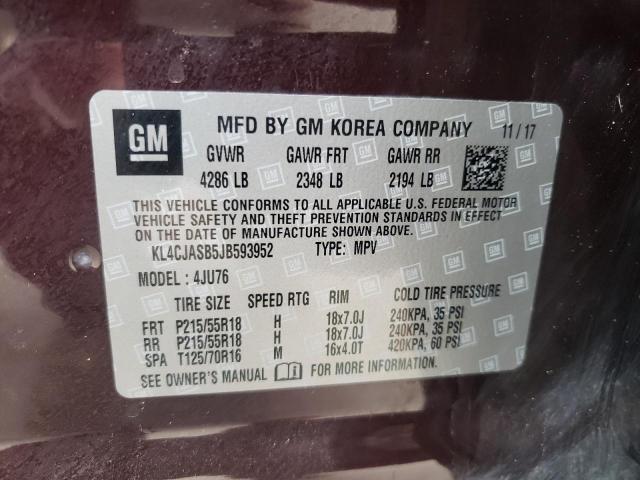 GM MFD BY GM KOREA COMPANY 11/17
GVWR GAWR FRT GAWR RR
4286 LB 2348 LB 2194 LB
THIS VEHICLE CONFORMS TO ALL APPLICABLE U.S. FEDERAL MOTOR
VEHICLE SAFETY AND THEFT PREVENTION STANDARDS IN EFFECT
ON THE DATE OF MANUFACTURE SHOWN ABOVE.
KL4CJASB5JB593952 TYPE: MPV
MODEL: 4JU76
TIRE SIZE SPEED RTG RIM COLD TIRE PRESSURE
FRT P215/55R18 H 18x7.0J 240KPA, 35 PSI
RR P215/55R18 H 18x7.0J 240KPA, 35 PSI
SPA T125/70R16 M 16x4.0T 420KPA, 60 PSI
SEE OWNER'S MANUAL FOR MORE INFORMATION.